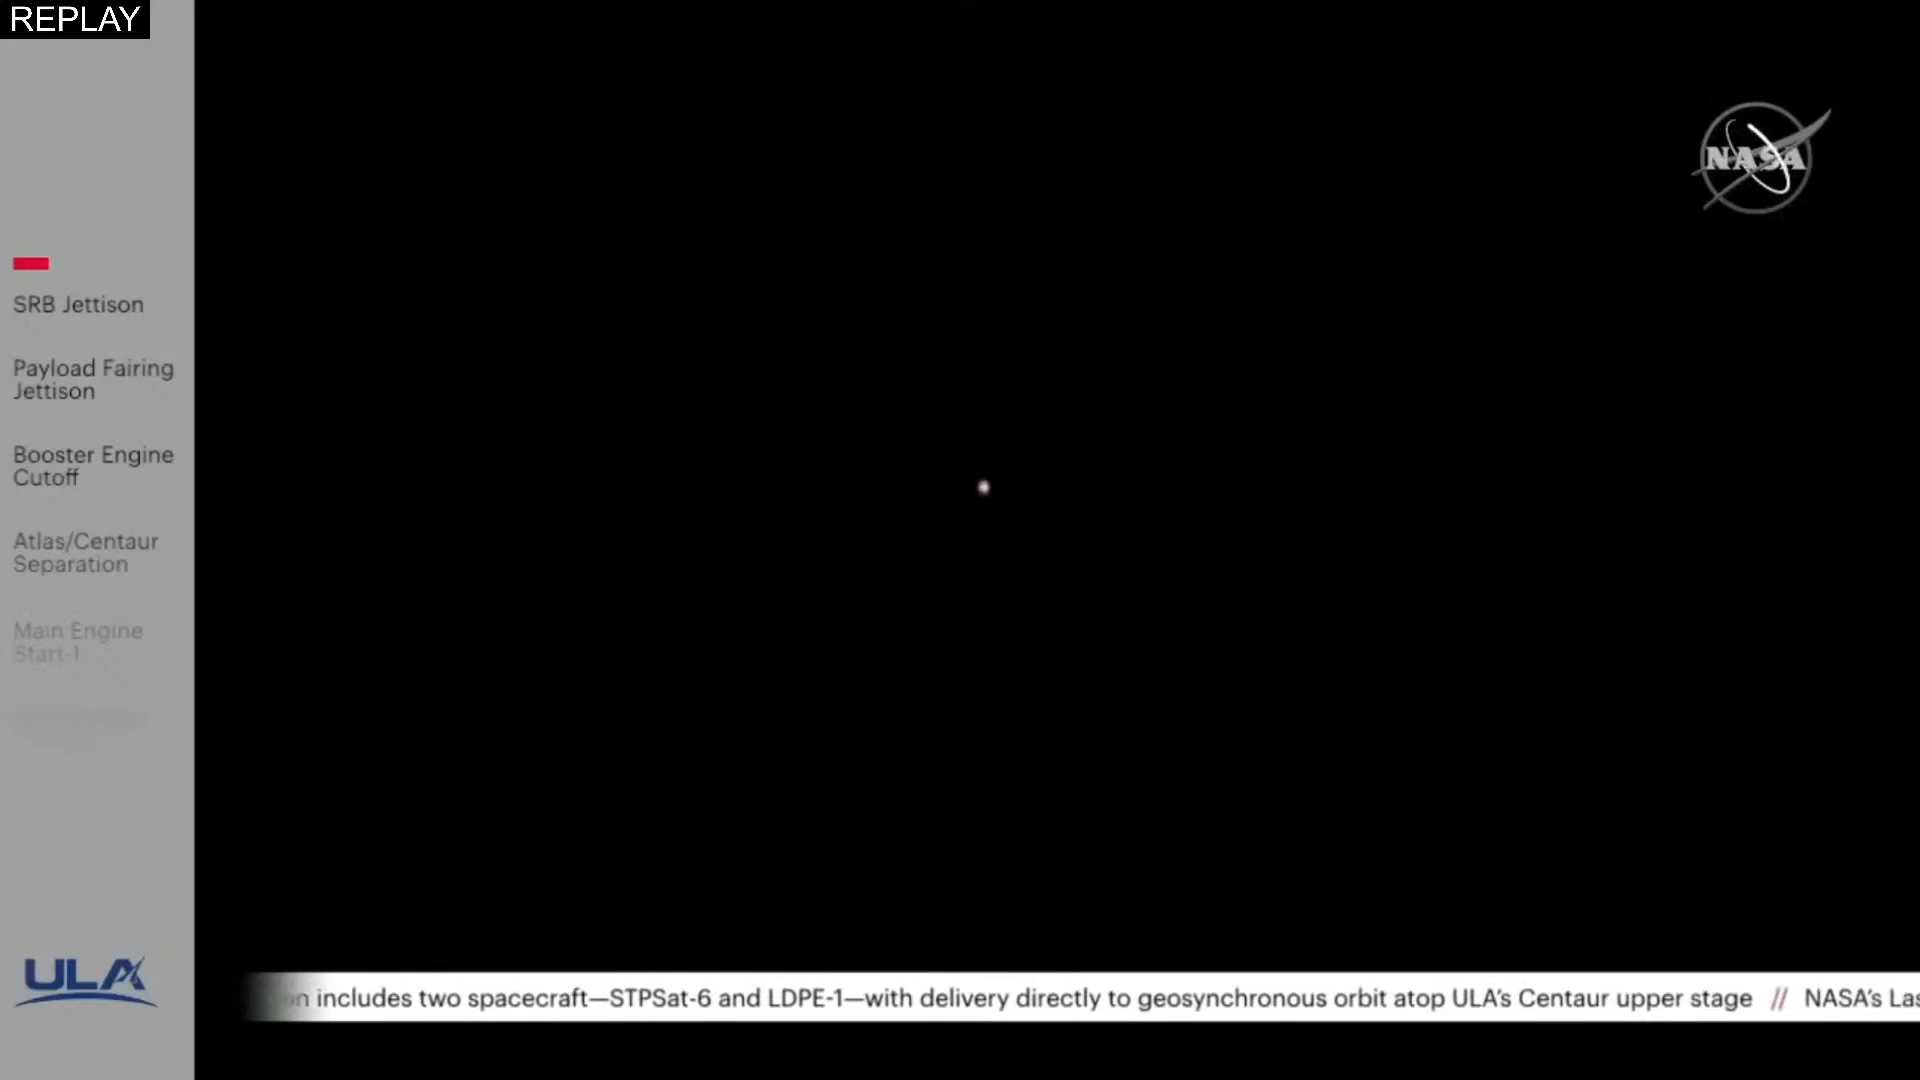 REPLAY
NASA
SRB Jettison
Payload Fairing
Jettison
Booster Engine
Cutoff
Atlas/Centaur
Separation
Main Engine
Start-1
ULA
includes two spacecraft—STPSat-6 and LDPE-1—with delivery directly to geosynchronous orbit atop ULA's Centaur upper stage // NASA's